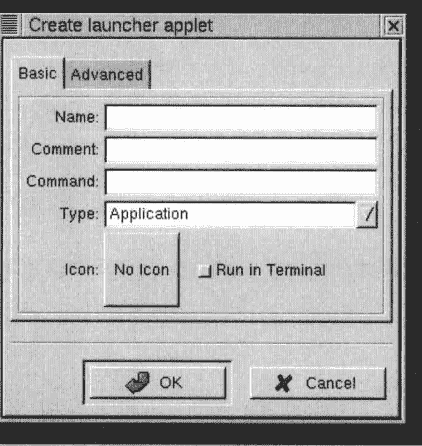 Create launcher applet
Basic Advanced
Name:
Comment:
Command:
Type: Application
Icon: No Icon Run in Terminal
OK Cancel